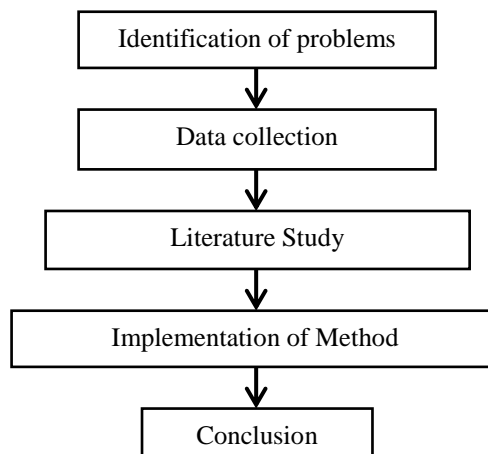 Identification of problems
Data collection
Literature Study
Implementation of Method
Conclusion